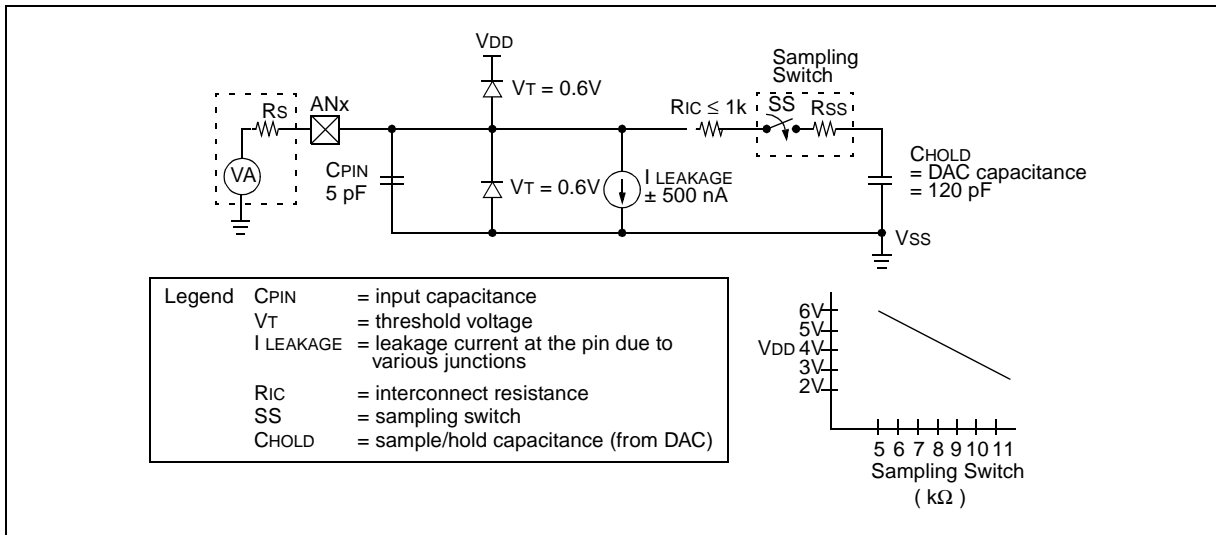 VDD
Sampling
Switch
VT = 0.6V
RS
ANx
RIC ≤ 1k
SS
RSS
VA
CPIN
5 pF
VT = 0.6V
I LEAKAGE
± 500 nA
CHOLD
= DAC capacitance
= 120 pF
VSS
Legend CPIN = input capacitance
VT = threshold voltage
I LEAKAGE = leakage current at the pin due to
various junctions
RIC = interconnect resistance
SS = sampling switch
CHOLD = sample/hold capacitance (from DAC)
6V
5V
VDD 4V
3V
2V
5 6 7 8 9 10 11
Sampling Switch
( kΩ )